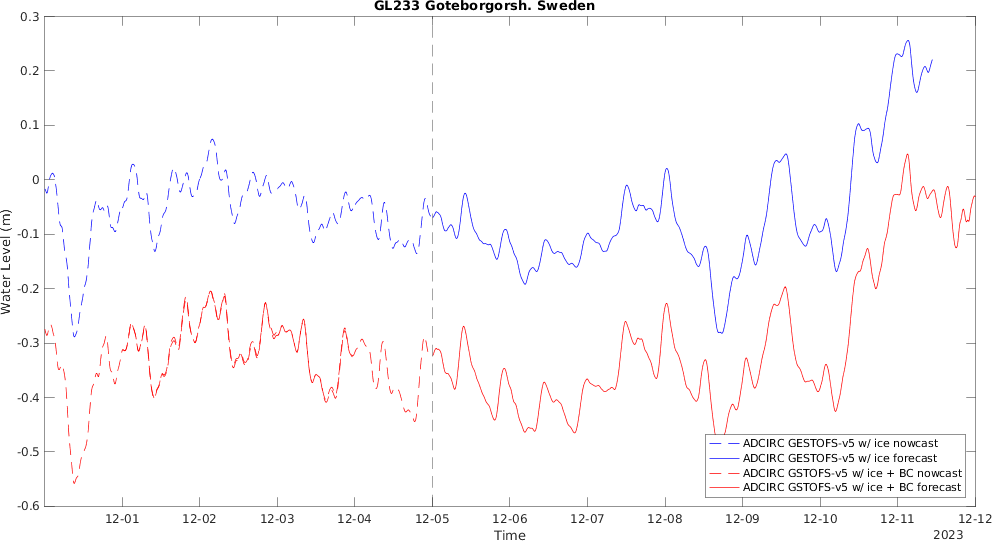 GL233 Goteborgorsh. Sweden
Water Level (m)
0.3
0.2
0.1
0
-0.1
-0.2
-0.3
-0.4
-0.5
-0.6
ADCIRC GESTOFS-v5 w/ ice nowcast
ADCIRC GESTOFS-v5 w/ ice forecast
ADCIRC GSTOFS-v5 w/ ice + BC nowcast
ADCIRC GSTOFS-v5 w/ ice + BC forecast
12-01 12-02 12-03 12-04 12-05 12-06 12-07 12-08 12-09 12-10 12-11 12-12
Time
2023